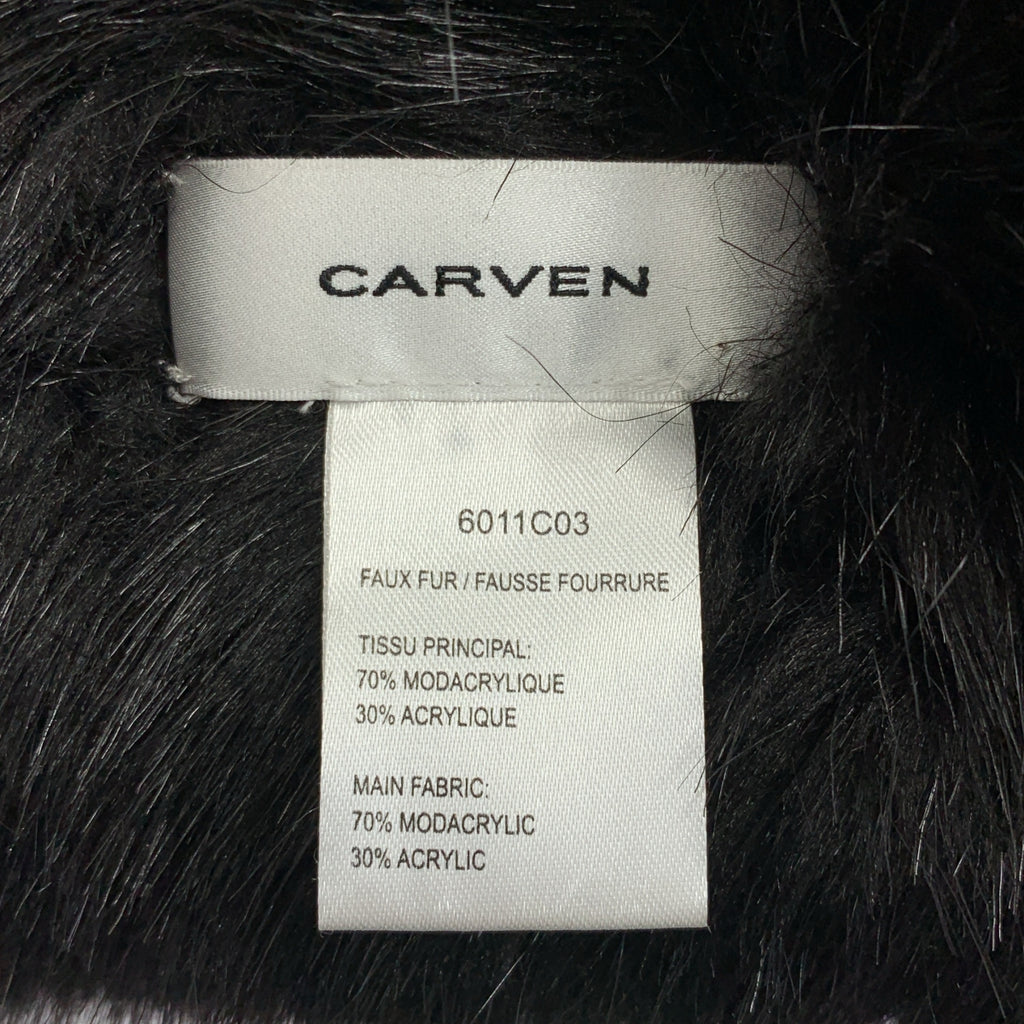 CARVEN
6011C03
FAUX FUR / FAUSSE FOURRURE
TISSU PRINCIPAL:
70% MODACRYLIQUE
30% ACRYLIQUE
MAIN FABRIC:
70% MODACRYLIC
30% ACRYLIC